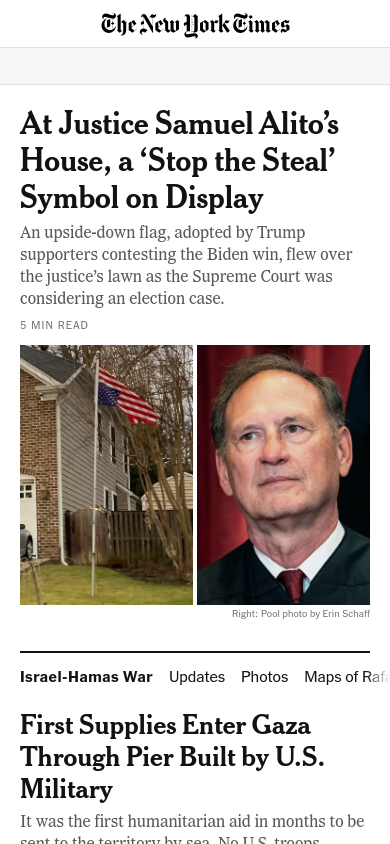 The New York Times
At Justice Samuel Alito’s
House, a ‘Stop the Steal’
Symbol on Display
An upside-down flag, adopted by Trump
supporters contesting the Biden win, flew over
the justice’s lawn as the Supreme Court was
considering an election case.
5 MIN READ
Right: Pool photo by Erin Schaff
Israel-Hamas War Updates Photos Maps of Rafa
First Supplies Enter Gaza
Through Pier Built by U.S.
Military
It was the first humanitarian aid in months to be
sent to the territory by sea. No U.S. troops